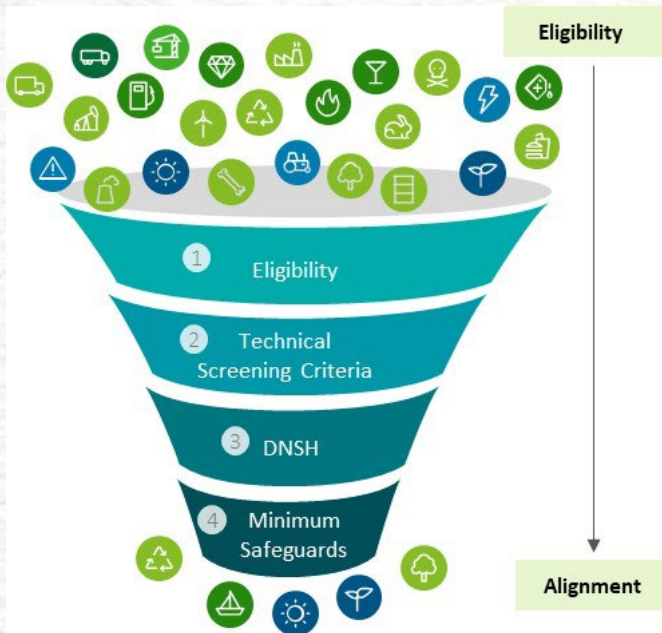 Eligibility
1
Eligibility
2
Technical
Screening Criteria
3
DNSH
4
Minimum
Safeguards
Alignment